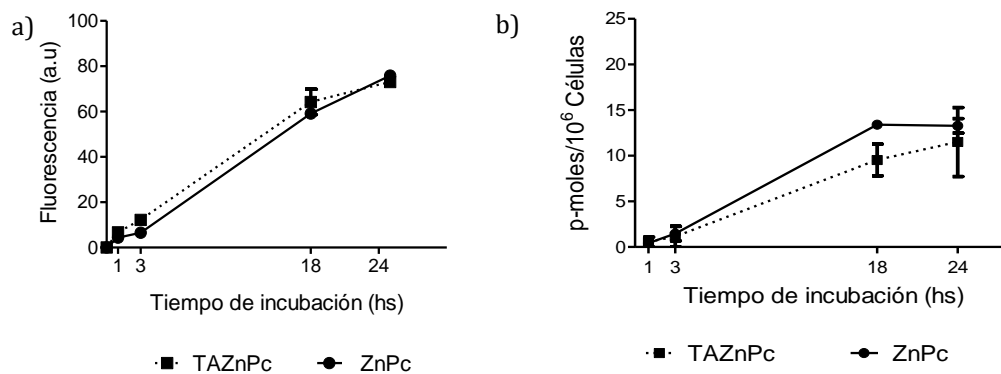 a)
Fluorescencia (a.u)
100
80
60
40
20
0
1 3 18 24
Tiempo de incubación (hs)
TAZnPc ZnPc
b)
p-moles/10⁶ Células
25
20
15
10
5
0
1 3 18 24
Tiempo de incubación (hs)
TAZnPc ZnPc